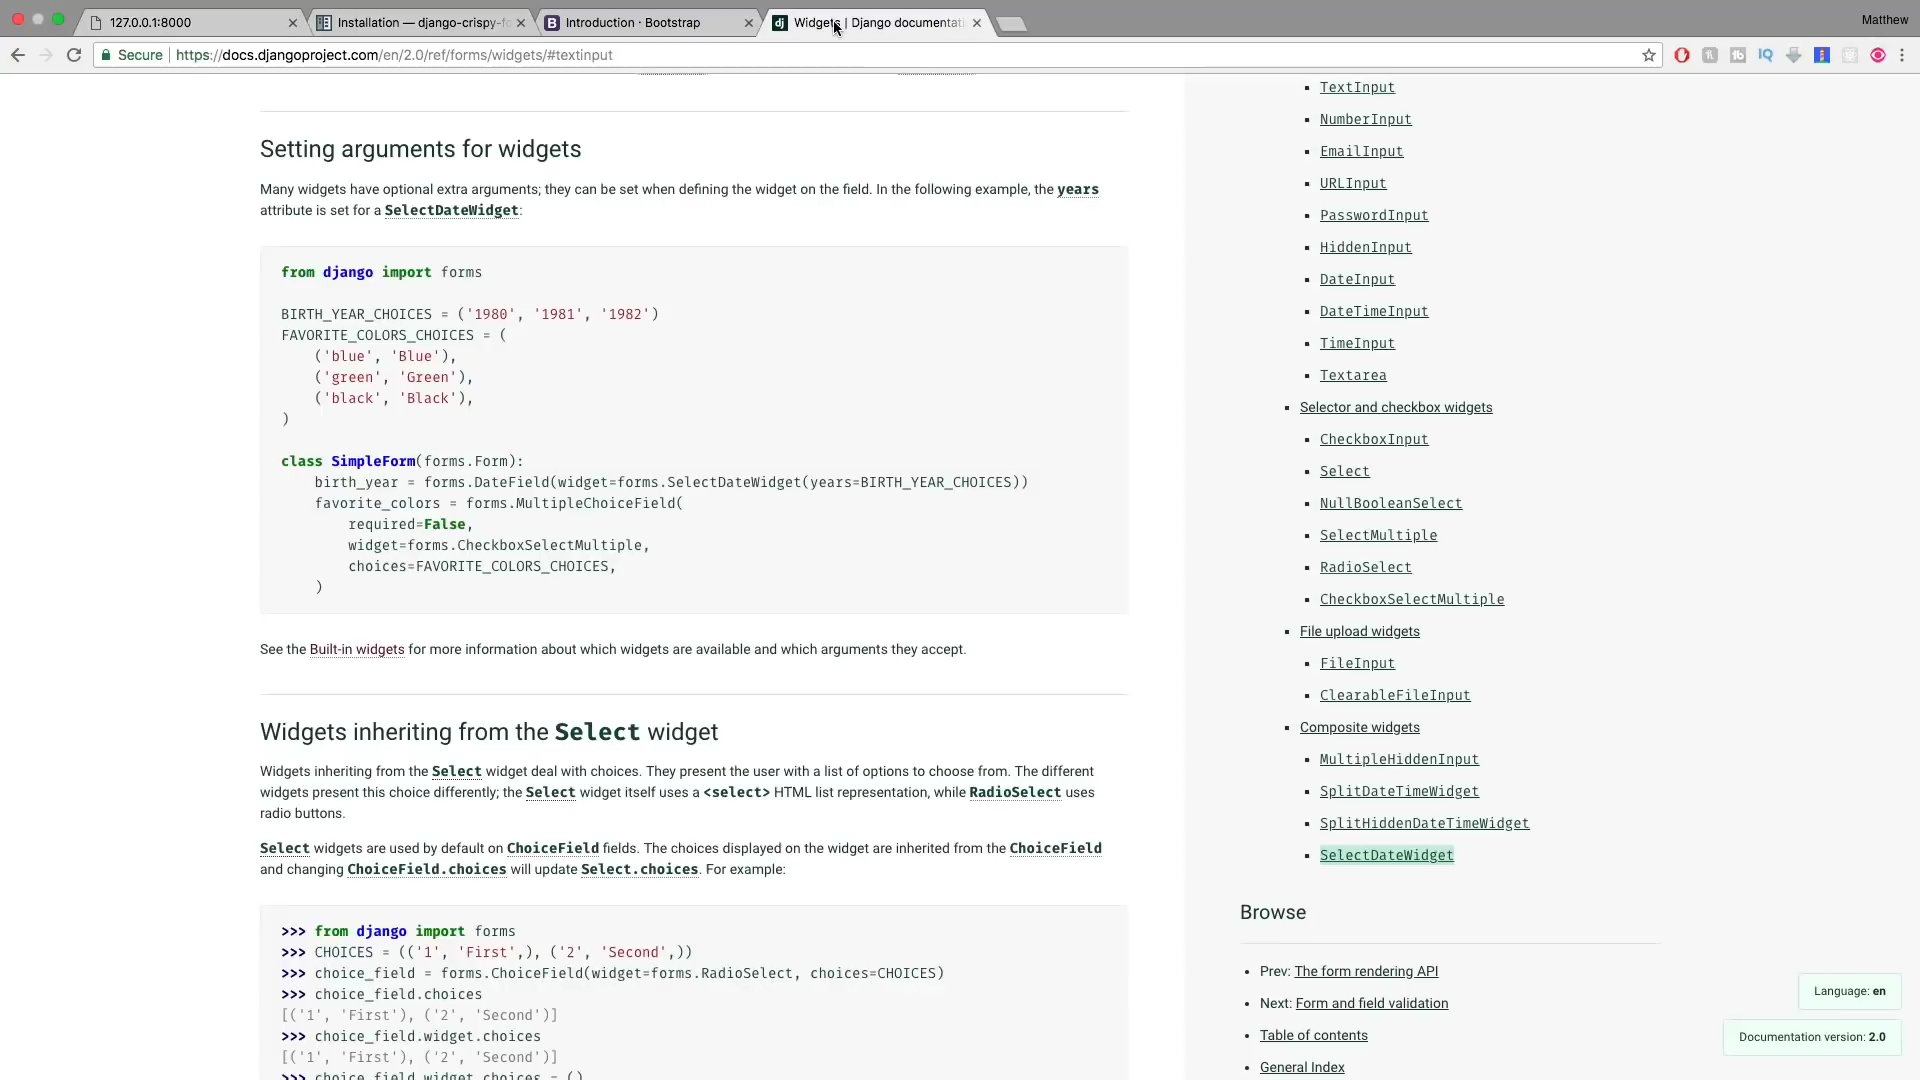 127.0.0.1:8000
Installation — django-crispy-fo
Introduction · Bootstrap
Widgets | Django documentati
Matthew
Secure | https://docs.djangoproject.com/en/2.0/ref/forms/widgets/#textinput
Setting arguments for widgets
Many widgets have optional extra arguments; they can be set when defining the widget on the field. In the following example, the years
attribute is set for a SelectDateWidget:
from django import forms
BIRTH_YEAR_CHOICES = ('1980', '1981', '1982')
FAVORITE_COLORS_CHOICES = (
('blue', 'Blue'),
('green', 'Green'),
('black', 'Black'),
)
class SimpleForm(forms.Form):
birth_year = forms.DateField(widget=forms.SelectDateWidget(years=BIRTH_YEAR_CHOICES))
favorite_colors = forms.MultipleChoiceField(
required=False,
widget=forms.CheckboxSelectMultiple,
choices=FAVORITE_COLORS_CHOICES,
)
See the Built-in widgets for more information about which widgets are available and which arguments they accept.
Widgets inheriting from the Select widget
Widgets inheriting from the Select widget deal with choices. They present the user with a list of options to choose from. The different
widgets present this choice differently; the Select widget itself uses a <select> HTML list representation, while RadioSelect uses
radio buttons.
Select widgets are used by default on ChoiceField fields. The choices displayed on the widget are inherited from the ChoiceField
and changing ChoiceField.choices will update Select.choices. For example:
>>> from django import forms
>>> CHOICES = (('1', 'First',), ('2', 'Second',))
>>> choice_field = forms.ChoiceField(widget=forms.RadioSelect, choices=CHOICES)
>>> choice_field.choices
[('1', 'First'), ('2', 'Second')]
>>> choice_field.widget.choices
[('1', 'First'), ('2', 'Second')]
>>> choice_field.widget.choices = ()
TextInput
NumberInput
EmailInput
URLInput
PasswordInput
HiddenInput
DateInput
DateTimeInput
TimeInput
Textarea
Selector and checkbox widgets
CheckboxInput
Select
NullBooleanSelect
SelectMultiple
RadioSelect
CheckboxSelectMultiple
File upload widgets
FileInput
ClearableFileInput
Composite widgets
MultipleHiddenInput
SplitDateTimeWidget
SplitHiddenDateTimeWidget
SelectDateWidget
Browse
Prev: The form rendering API
Next: Form and field validation
Table of contents
General Index
Language: en
Documentation version: 2.0